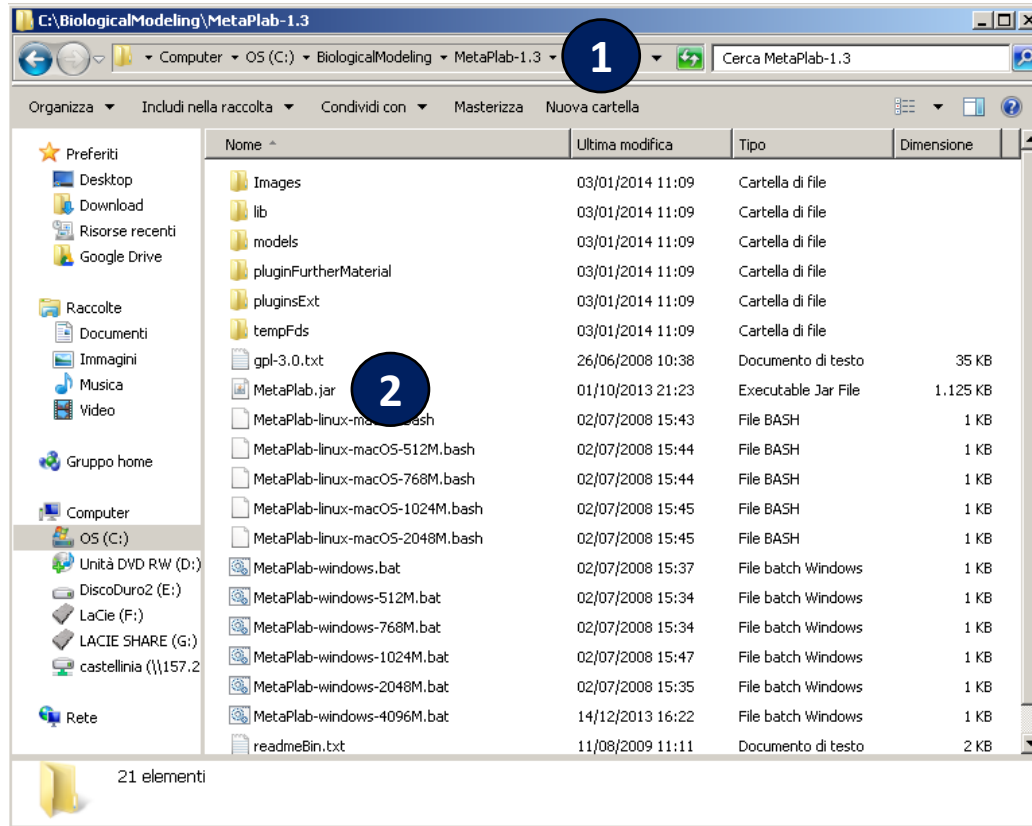 C:\BiologicalModeling\MetaPlab-1.3
Computer OS (C:) BiologicalModeling MetaPlab-1.3 1 Cerca MetaPlab-1.3
Organizza Includi nella raccolta Condividi con Masterizza Nuova cartella
Preferiti
Desktop
Download
Risorse recenti
Google Drive
Raccolte
Documenti
Immagini
Musica
Video
Gruppo home
Computer
OS (C:)
Unità DVD RW (D:)
DiscoDuro2 (E:)
LaCie (F:)
LACIE SHARE (G:)
castellinia (\\157.2
Rete
Nome Ultima modifica Tipo Dimensione
Images 03/01/2014 11:09 Cartella di file
lib 03/01/2014 11:09 Cartella di file
models 03/01/2014 11:09 Cartella di file
pluginFurtherMaterial 03/01/2014 11:09 Cartella di file
pluginsExt 03/01/2014 11:09 Cartella di file
tempFds 03/01/2014 11:09 Cartella di file
gpl-3.0.txt 26/06/2008 10:38 Documento di testo 35 KB
MetaPlab.jar 2 01/10/2013 21:23 Executable Jar File 1.125 KB
MetaPlab-linux-macOS.bash 02/07/2008 15:43 File BASH 1 KB
MetaPlab-linux-macOS-512M.bash 02/07/2008 15:44 File BASH 1 KB
MetaPlab-linux-macOS-768M.bash 02/07/2008 15:44 File BASH 1 KB
MetaPlab-linux-macOS-1024M.bash 02/07/2008 15:45 File BASH 1 KB
MetaPlab-linux-macOS-2048M.bash 02/07/2008 15:45 File BASH 1 KB
MetaPlab-windows.bat 02/07/2008 15:37 File batch Windows 1 KB
MetaPlab-windows-512M.bat 02/07/2008 15:34 File batch Windows 1 KB
MetaPlab-windows-768M.bat 02/07/2008 15:34 File batch Windows 1 KB
MetaPlab-windows-1024M.bat 02/07/2008 15:47 File batch Windows 1 KB
MetaPlab-windows-2048M.bat 02/07/2008 15:35 File batch Windows 1 KB
MetaPlab-windows-4096M.bat 14/12/2013 16:22 File batch Windows 1 KB
readmeBin.txt 11/08/2009 11:11 Documento di testo 2 KB
21 elementi